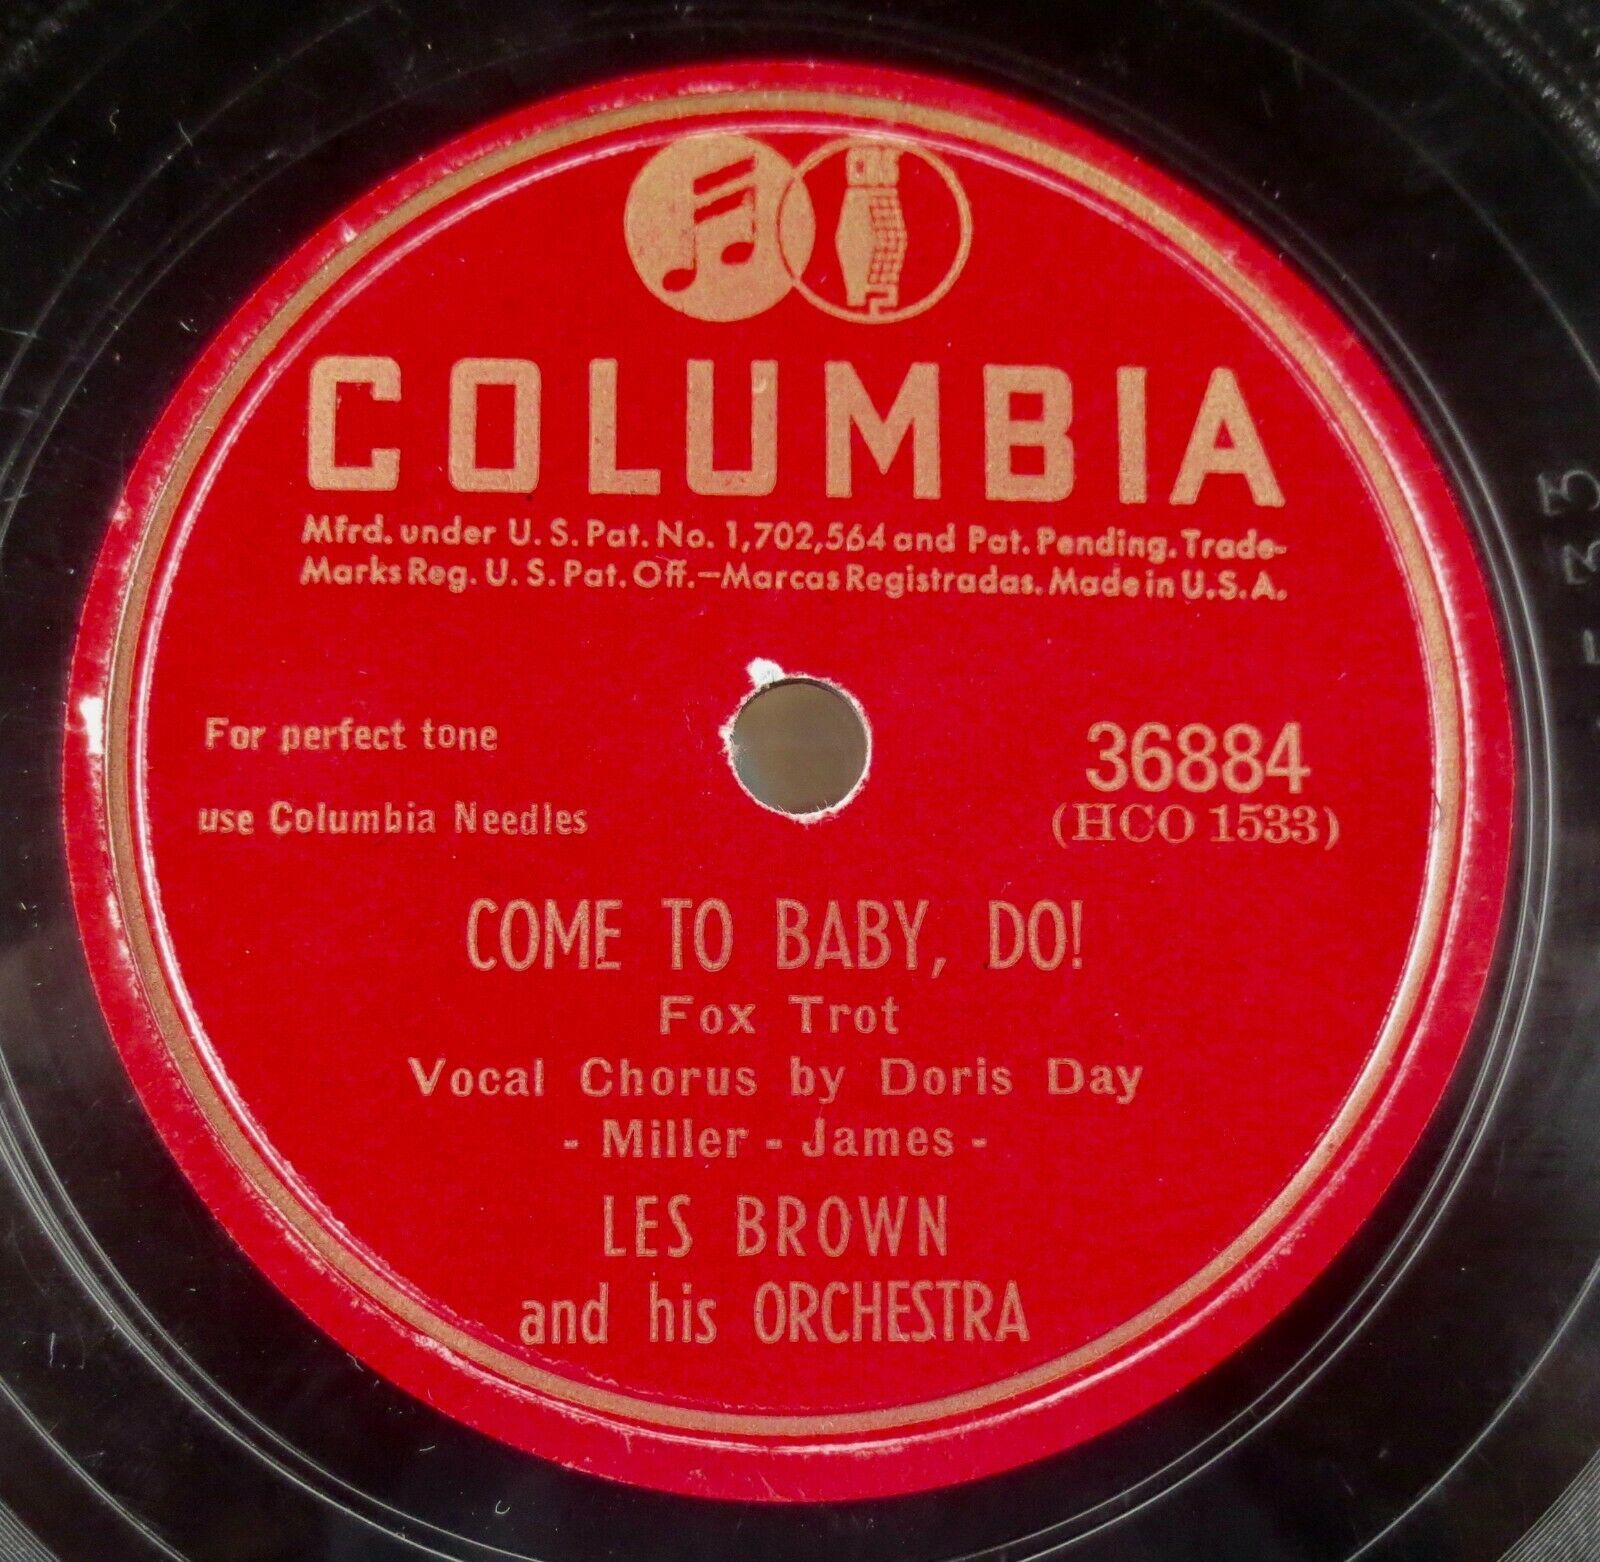 CBS
COLUMBIA
Mfrd. under U. S. Pat. No. 1,702,564 and Pat. Pending. Trade-
Marks Reg. U. S. Pat. Off.—Marcas Registradas. Made in U.S.A.
For perfect tone
use Columbia Needles
36884
(HCO 1533)
COME TO BABY, DO!
Fox Trot
Vocal Chorus by Doris Day
- Miller - James -
LES BROWN
and his ORCHESTRA
33